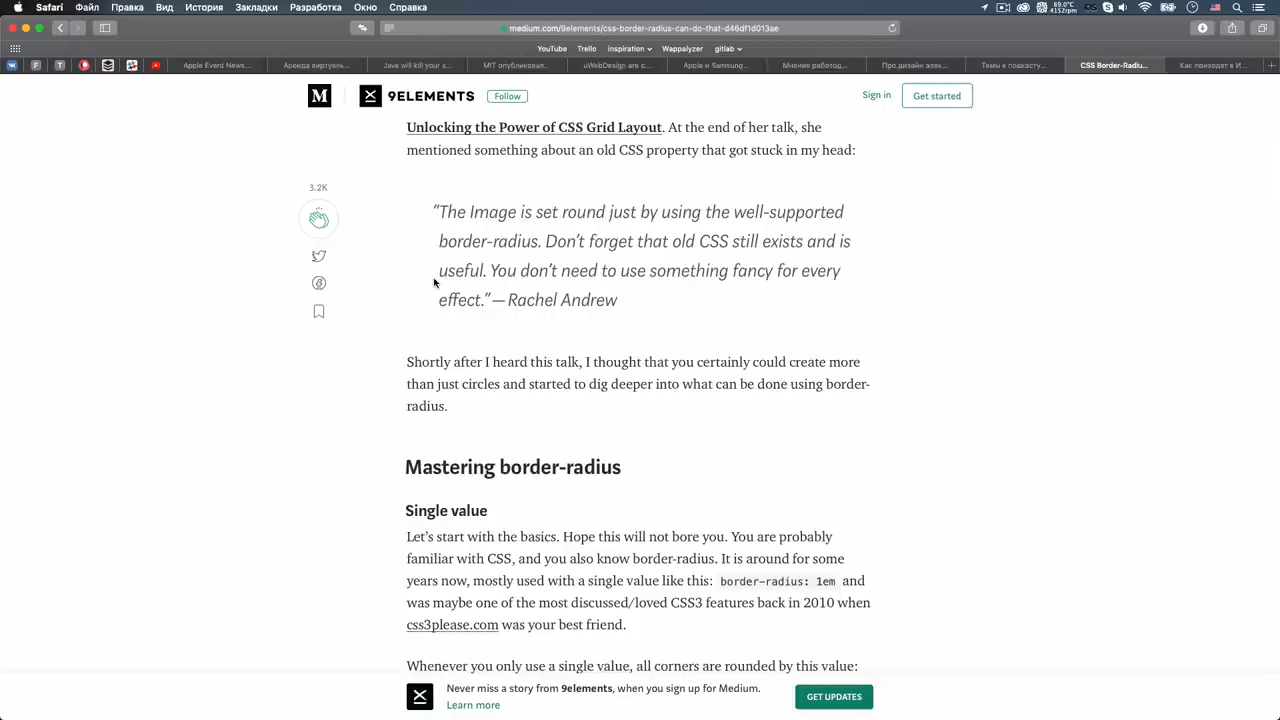 Safari Файл Правка Вид История Закладки Разработка Окно Справка 69.0°C 4152rpm
medium.com/9elements/css-border-radius-can-do-that-d46df1d013ae
YouTube Trello inspiration Wappalyzer gitlab
Apple Event News... Аренда виртуаль... Java will kill your s... MIT опубликовал... uWebDesign are c... Apple и Samsung... Мнения работод... Про дизайн алек... Темы к подкасту... CSS Border-Radiu... Как поиходят в И...
M 9ELEMENTS Follow Sign in Get started
Unlocking the Power of CSS Grid Layout. At the end of her talk, she
mentioned something about an old CSS property that got stuck in my head:
3.2K
"The Image is set round just by using the well-supported
border-radius. Don't forget that old CSS still exists and is
useful. You don't need to use something fancy for every
effect." — Rachel Andrew
Shortly after I heard this talk, I thought that you certainly could create more
than just circles and started to dig deeper into what can be done using border-
radius.
Mastering border-radius
Single value
Let's start with the basics. Hope this will not bore you. You are probably
familiar with CSS, and you also know border-radius. It is around for some
years now, mostly used with a single value like this: border-radius: 1em and
was maybe one of the most discussed/loved CSS3 features back in 2010 when
css3please.com was your best friend.
Whenever you only use a single value, all corners are rounded by this value:
Never miss a story from 9elements, when you sign up for Medium.
Learn more
GET UPDATES